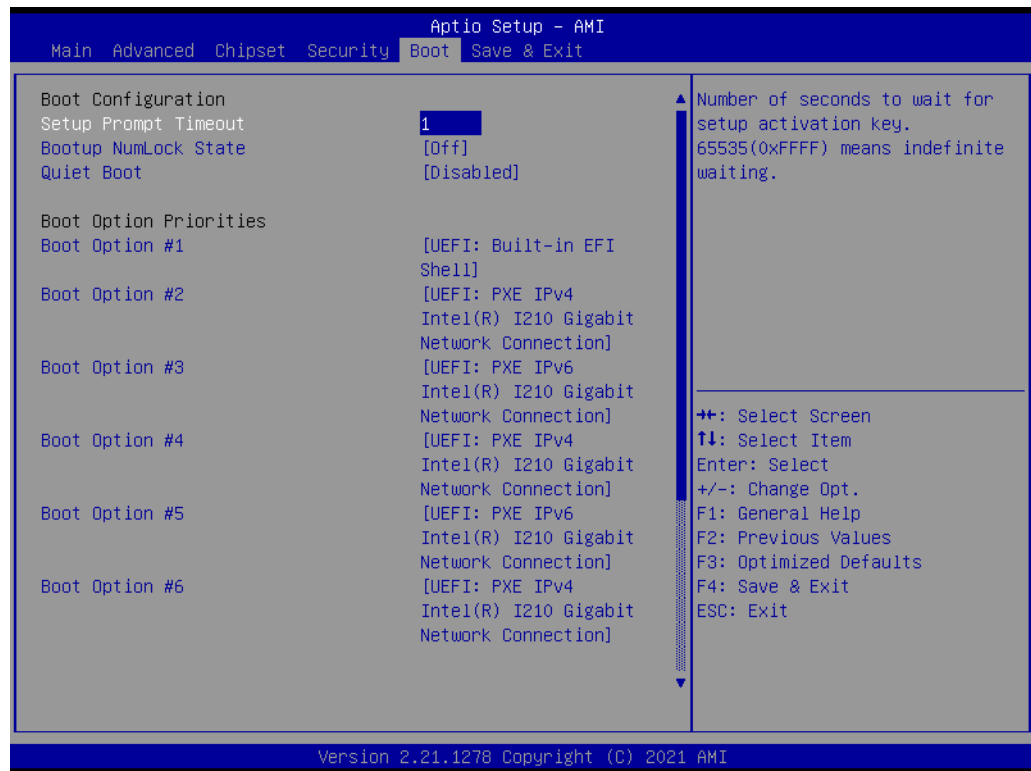 Aptio Setup – AMI
Main Advanced Chipset Security Boot Save & Exit
Boot Configuration
Setup Prompt Timeout 1
Bootup NumLock State [Off]
Quiet Boot [Disabled]
Boot Option Priorities
Boot Option #1 [UEFI: Built-in EFI
Shell]
Boot Option #2 [UEFI: PXE IPv4
Intel(R) I210 Gigabit
Network Connection]
Boot Option #3 [UEFI: PXE IPv6
Intel(R) I210 Gigabit
Network Connection]
Boot Option #4 [UEFI: PXE IPv4
Intel(R) I210 Gigabit
Network Connection]
Boot Option #5 [UEFI: PXE IPv6
Intel(R) I210 Gigabit
Network Connection]
Boot Option #6 [UEFI: PXE IPv4
Intel(R) I210 Gigabit
Network Connection]
Number of seconds to wait for
setup activation key.
65535(0xFFFF) means indefinite
waiting.
→←: Select Screen
↑↓: Select Item
Enter: Select
+/-: Change Opt.
F1: General Help
F2: Previous Values
F3: Optimized Defaults
F4: Save & Exit
ESC: Exit
Version 2.21.1278 Copyright (C) 2021 AMI